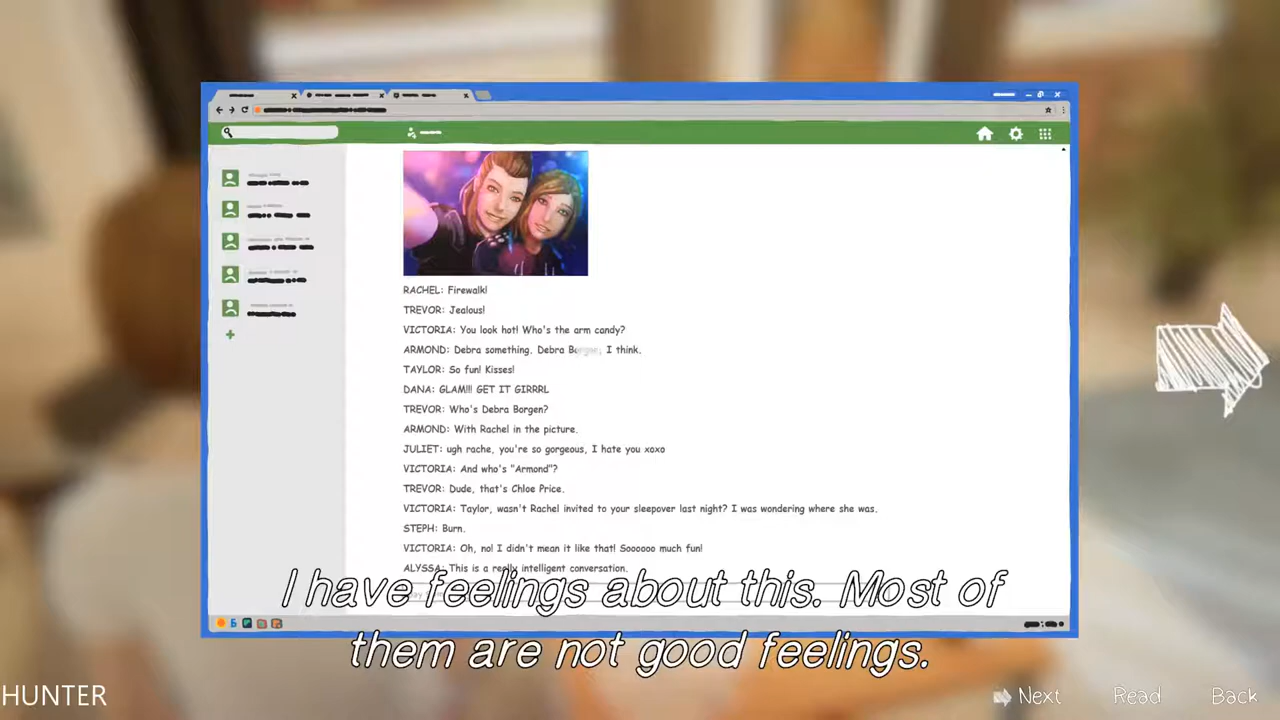 RACHEL: Firewalk!
TREVOR: Jealous!
VICTORIA: You look hot! Who's the arm candy?
ARMOND: Debra something. Debra Borgen, I think.
TAYLOR: So fun! Kisses!
DANA: GLAM!!! GET IT GIRRRL
TREVOR: Who's Debra Borgen?
ARMOND: With Rachel in the picture.
JULIET: ugh rache, you're so gorgeous, I hate you xoxo
VICTORIA: And who's "Armond"?
TREVOR: Dude, that's Chloe Price.
VICTORIA: Taylor, wasn't Rachel invited to your sleepover last night? I was wondering where she was.
STEPH: Burn.
VICTORIA: Oh, no! I didn't mean it like that! Soooooo much fun!
ALYSSA: This is a really intelligent conversation.
I have feelings about this. Most of
them are not good feelings.
HUNTER
Next
Read
Back